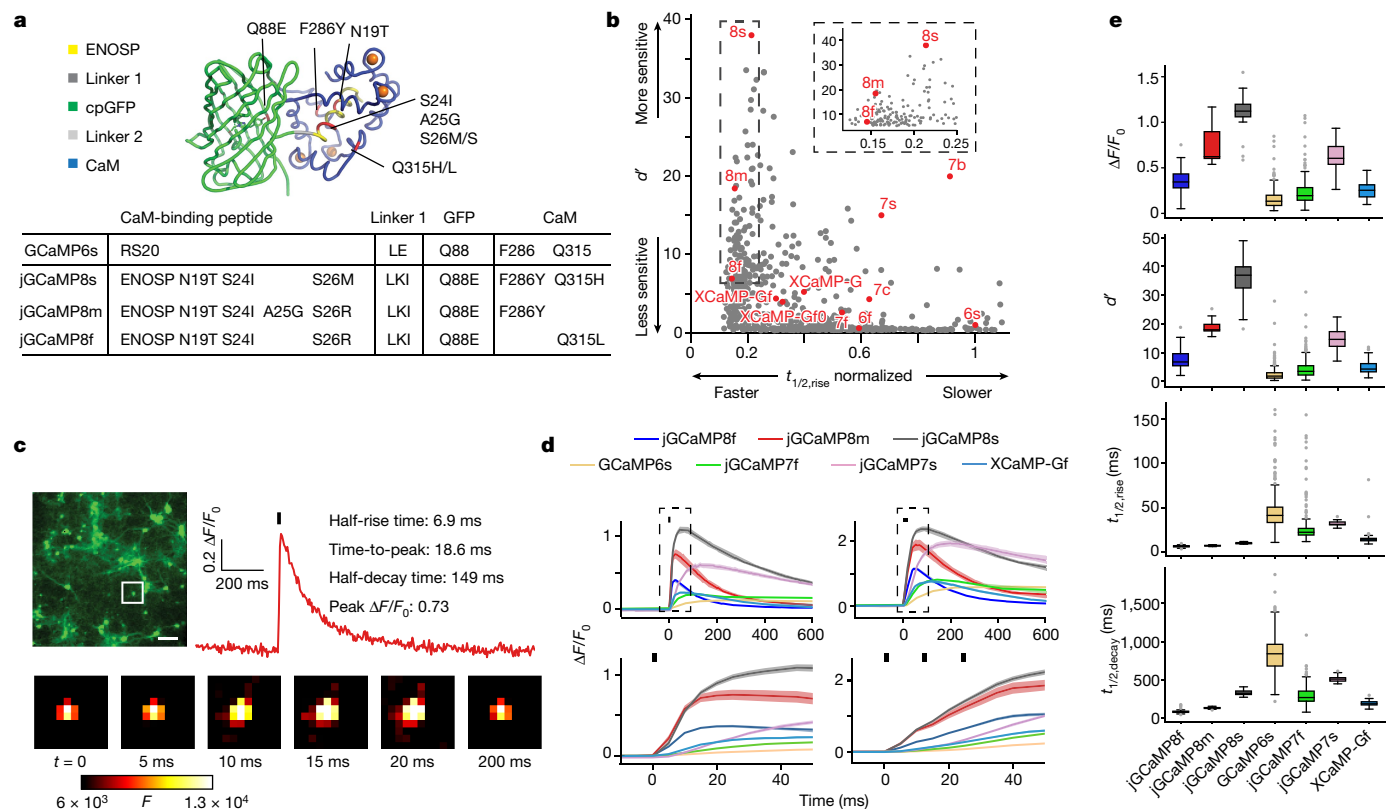 a
ENOSP
Linker 1
cpGFP
Linker 2
CaM
Q88E
F286Y
N19T
S24I
A25G
S26M/S
Q315H/L
CaM-binding peptide Linker 1 GFP CaM
GCaMP6s RS20 LE Q88 F286 Q315
jGCaMP8s ENOSP N19T S24I S26M LKI Q88E F286Y Q315H
jGCaMP8m ENOSP N19T S24I A25G S26R LKI Q88E F286Y
jGCaMP8f ENOSP N19T S24I S26R LKI Q88E Q315L
b
More sensitive
d′
Less sensitive
40
30
20
10
0
8s
8m
8f
7b
7s
XCaMP-G
XCaMP-Gf
7c
XCaMP-Gf0
7f
6f
6s
40
30
20
10
8s
8m
8f
0.15 0.2 0.25
0 0.2 0.4 0.6 0.8 1
t1/2,rise normalized
Faster
Slower
c
0.2 ΔF/F0
200 ms
Half-rise time: 6.9 ms
Time-to-peak: 18.6 ms
Half-decay time: 149 ms
Peak ΔF/F0: 0.73
t = 0 5 ms 10 ms 15 ms 20 ms 200 ms
6 × 10³ F 1.3 × 10⁴
d
jGCaMP8f jGCaMP8m jGCaMP8s
GCaMP6s jGCaMP7f jGCaMP7s XCaMP-Gf
ΔF/F0
1
0
0 200 400 600
2
1
0
0 200 400 600
1
0
0 20 40
2
1
0
0 20 40
Time (ms)
e
ΔF/F0
1.5
1.0
0.5
0
d′
50
40
30
20
10
0
t1/2,rise (ms)
150
100
50
0
t1/2,decay (ms)
1,500
1,000
500
0
jGCaMP8f
jGCaMP8m
jGCaMP8s
GCaMP6s
jGCaMP7f
jGCaMP7s
XCaMP-Gf